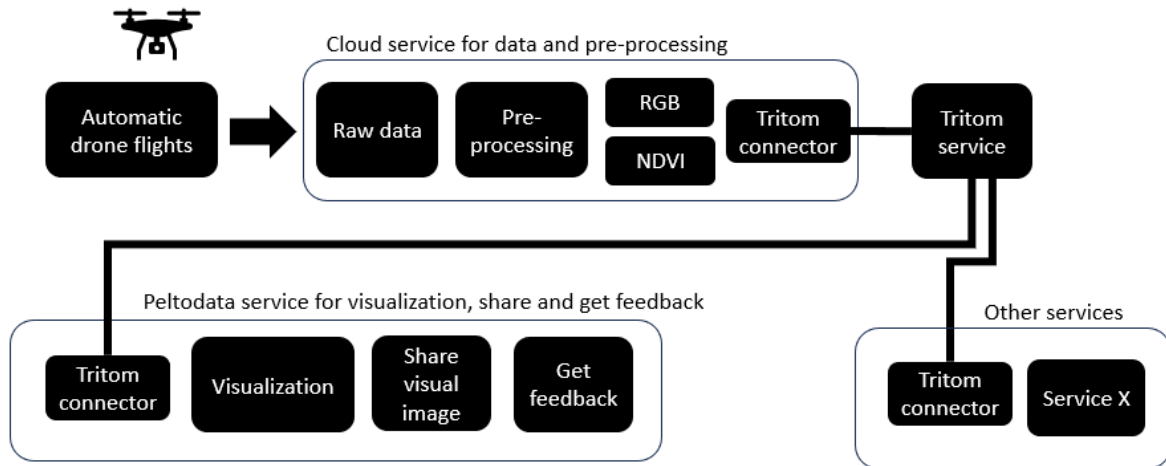 Cloud service for data and pre-processing
Automatic
drone flights
Raw data
Pre-
processing
RGB
NDVI
Tritom
connector
Tritom
service
Peltodata service for visualization, share and get feedback
Tritom
connector
Visualization
Share
visual
image
Get
feedback
Other services
Tritom
connector
Service X